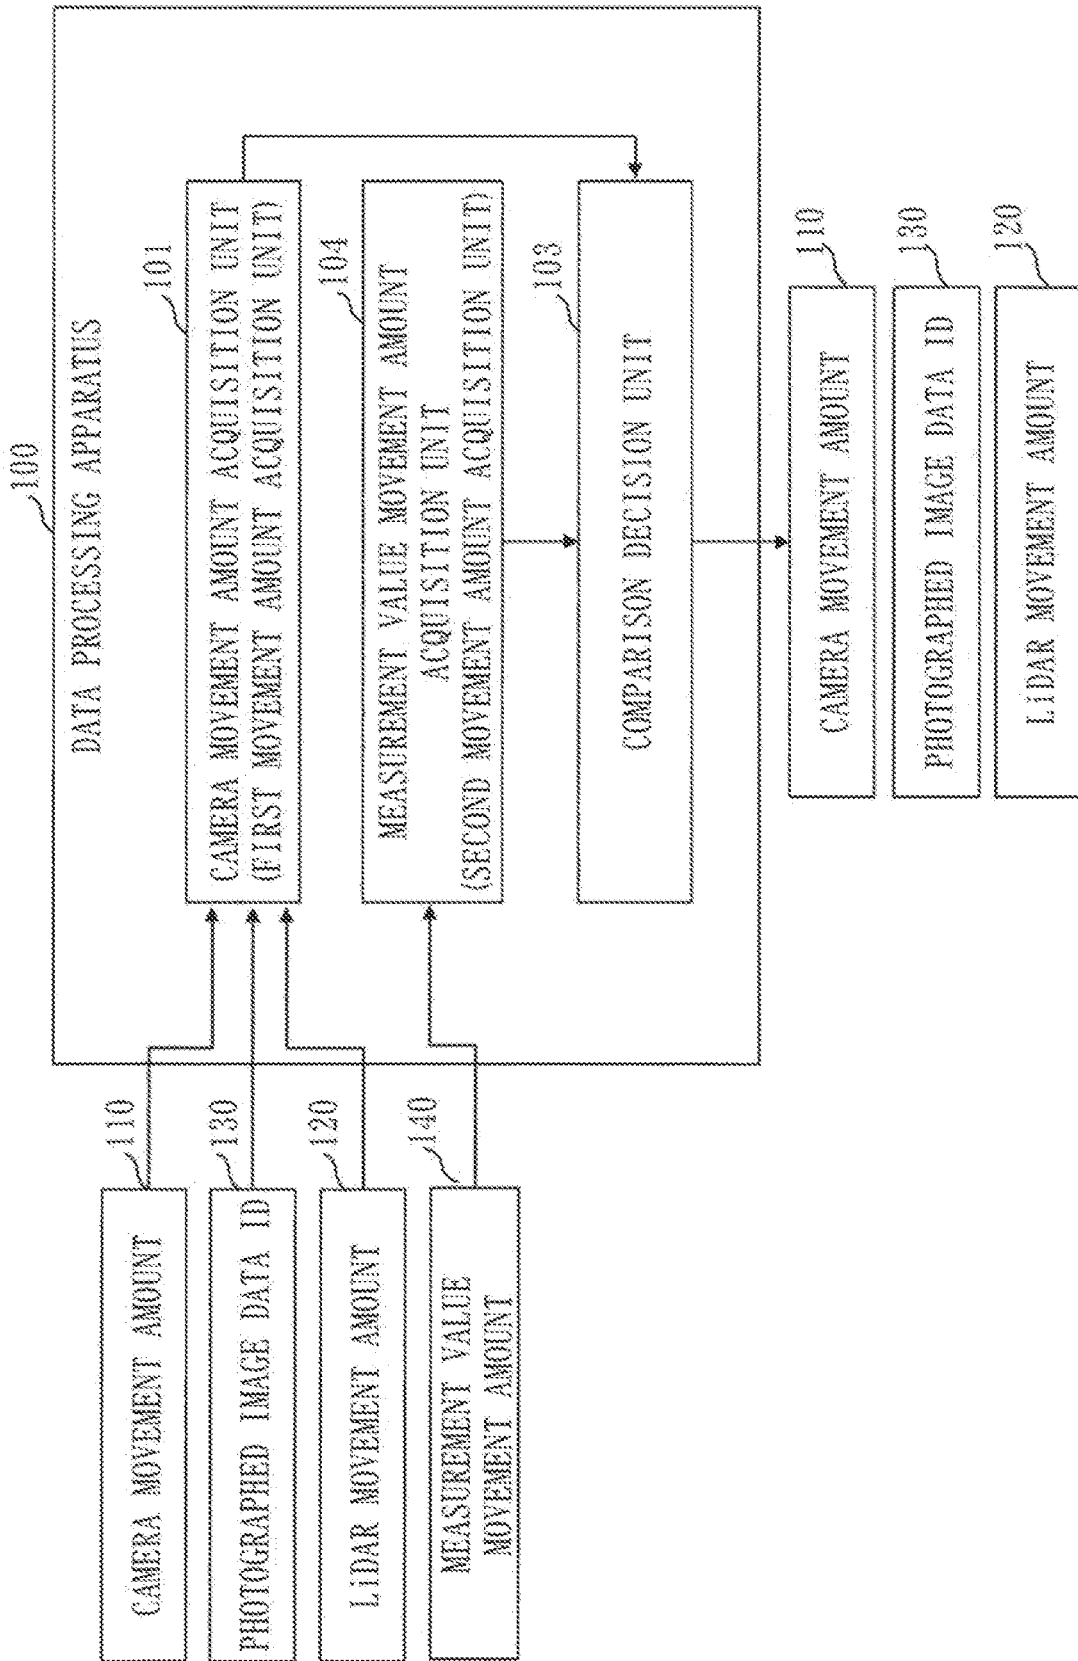 100
DATA PROCESSING APPARATUS
110
CAMERA MOVEMENT AMOUNT
130
PHOTOGRAPHED IMAGE DATA ID
120
LiDAR MOVEMENT AMOUNT
140
MEASUREMENT VALUE
MOVEMENT AMOUNT
101
CAMERA MOVEMENT AMOUNT ACQUISITION UNIT
(FIRST MOVEMENT AMOUNT ACQUISITION UNIT)
104
MEASUREMENT VALUE MOVEMENT AMOUNT
ACQUISITION UNIT
(SECOND MOVEMENT AMOUNT ACQUISITION UNIT)
103
COMPARISON DECISION UNIT
110
CAMERA MOVEMENT AMOUNT
130
PHOTOGRAPHED IMAGE DATA ID
120
LiDAR MOVEMENT AMOUNT